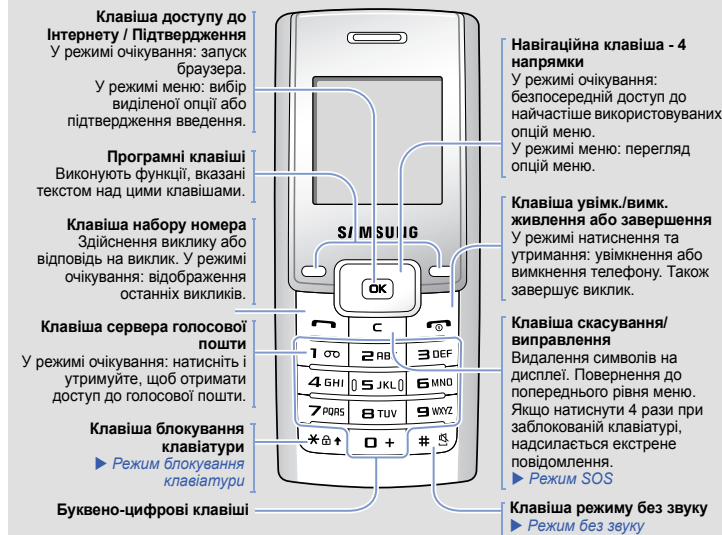 Клавіша доступу до
Інтернету / Підтвердження
У режимі очікування: запуск
браузера.
У режимі меню: вибір
виділеної опції або
підтвердження введення.
Програмні клавіші
Виконують функції, вказані
текстом над цими клавішами.
Клавіша набору номера
Здійснення виклику або
відповідь на виклик. У режимі
очікування: відображення
останніх викликів.
Клавіша сервера голосової
пошти
У режимі очікування: натисніть і
утримуйте, щоб отримати
доступ до голосової пошти.
Клавіша блокування
клавіатури
▶ Режим блокування
клавіатури
Буквено-цифрові клавіші
SAMSUNG
OK
C
1
2 ABC
3 DEF
4 GHI
5 JKL
6 MNO
7 PQRS
8 TUV
9 WXYZ
*
0 +
#
Навігаційна клавіша - 4
напрямки
У режимі очікування:
безпосередній доступ до
найчастіше використовуваних
опцій меню.
У режимі меню: перегляд
опцій меню.
Клавіша увімк./вимк.
живлення або завершення
У режимі натиснення та
утримання: увімкнення або
вимкнення телефону. Також
завершує виклик.
Клавіша скасування/
виправлення
Видалення символів на
дисплеї. Повернення до
попереднього рівня меню.
Якщо натиснути 4 рази при
заблокованій клавіатурі,
надсилається екстрене
повідомлення.
▶ Режим SOS
Клавіша режиму без звуку
▶ Режим без звуку